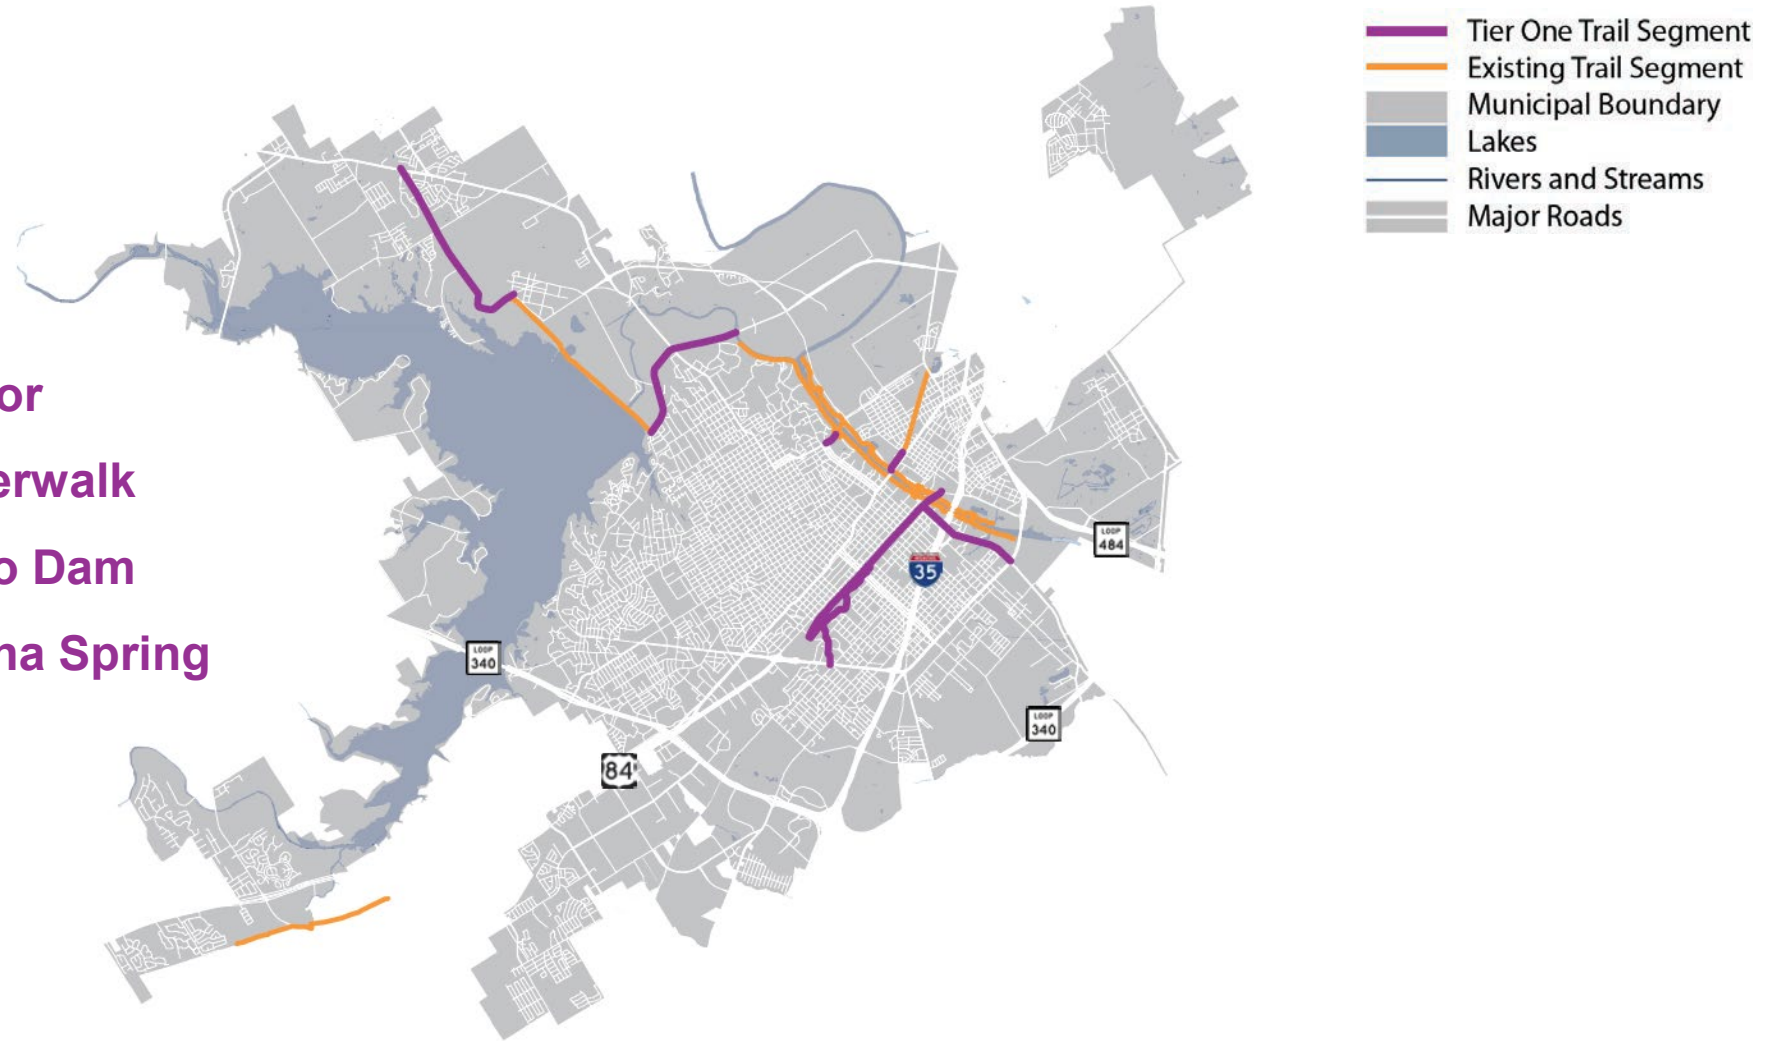 Tier One Trail Segment
Existing Trail Segment
Municipal Boundary
Lakes
Rivers and Streams
Major Roads
or
erwalk
o Dam
na Spring
LOOP
484
35
LOOP
340
LOOP
340
84